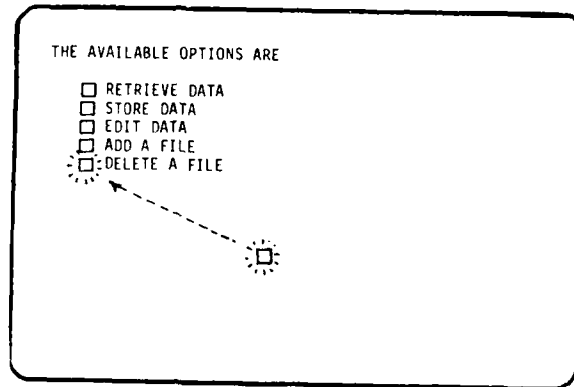 THE AVAILABLE OPTIONS ARE
RETRIEVE DATA
STORE DATA
EDIT DATA
ADD A FILE
DELETE A FILE